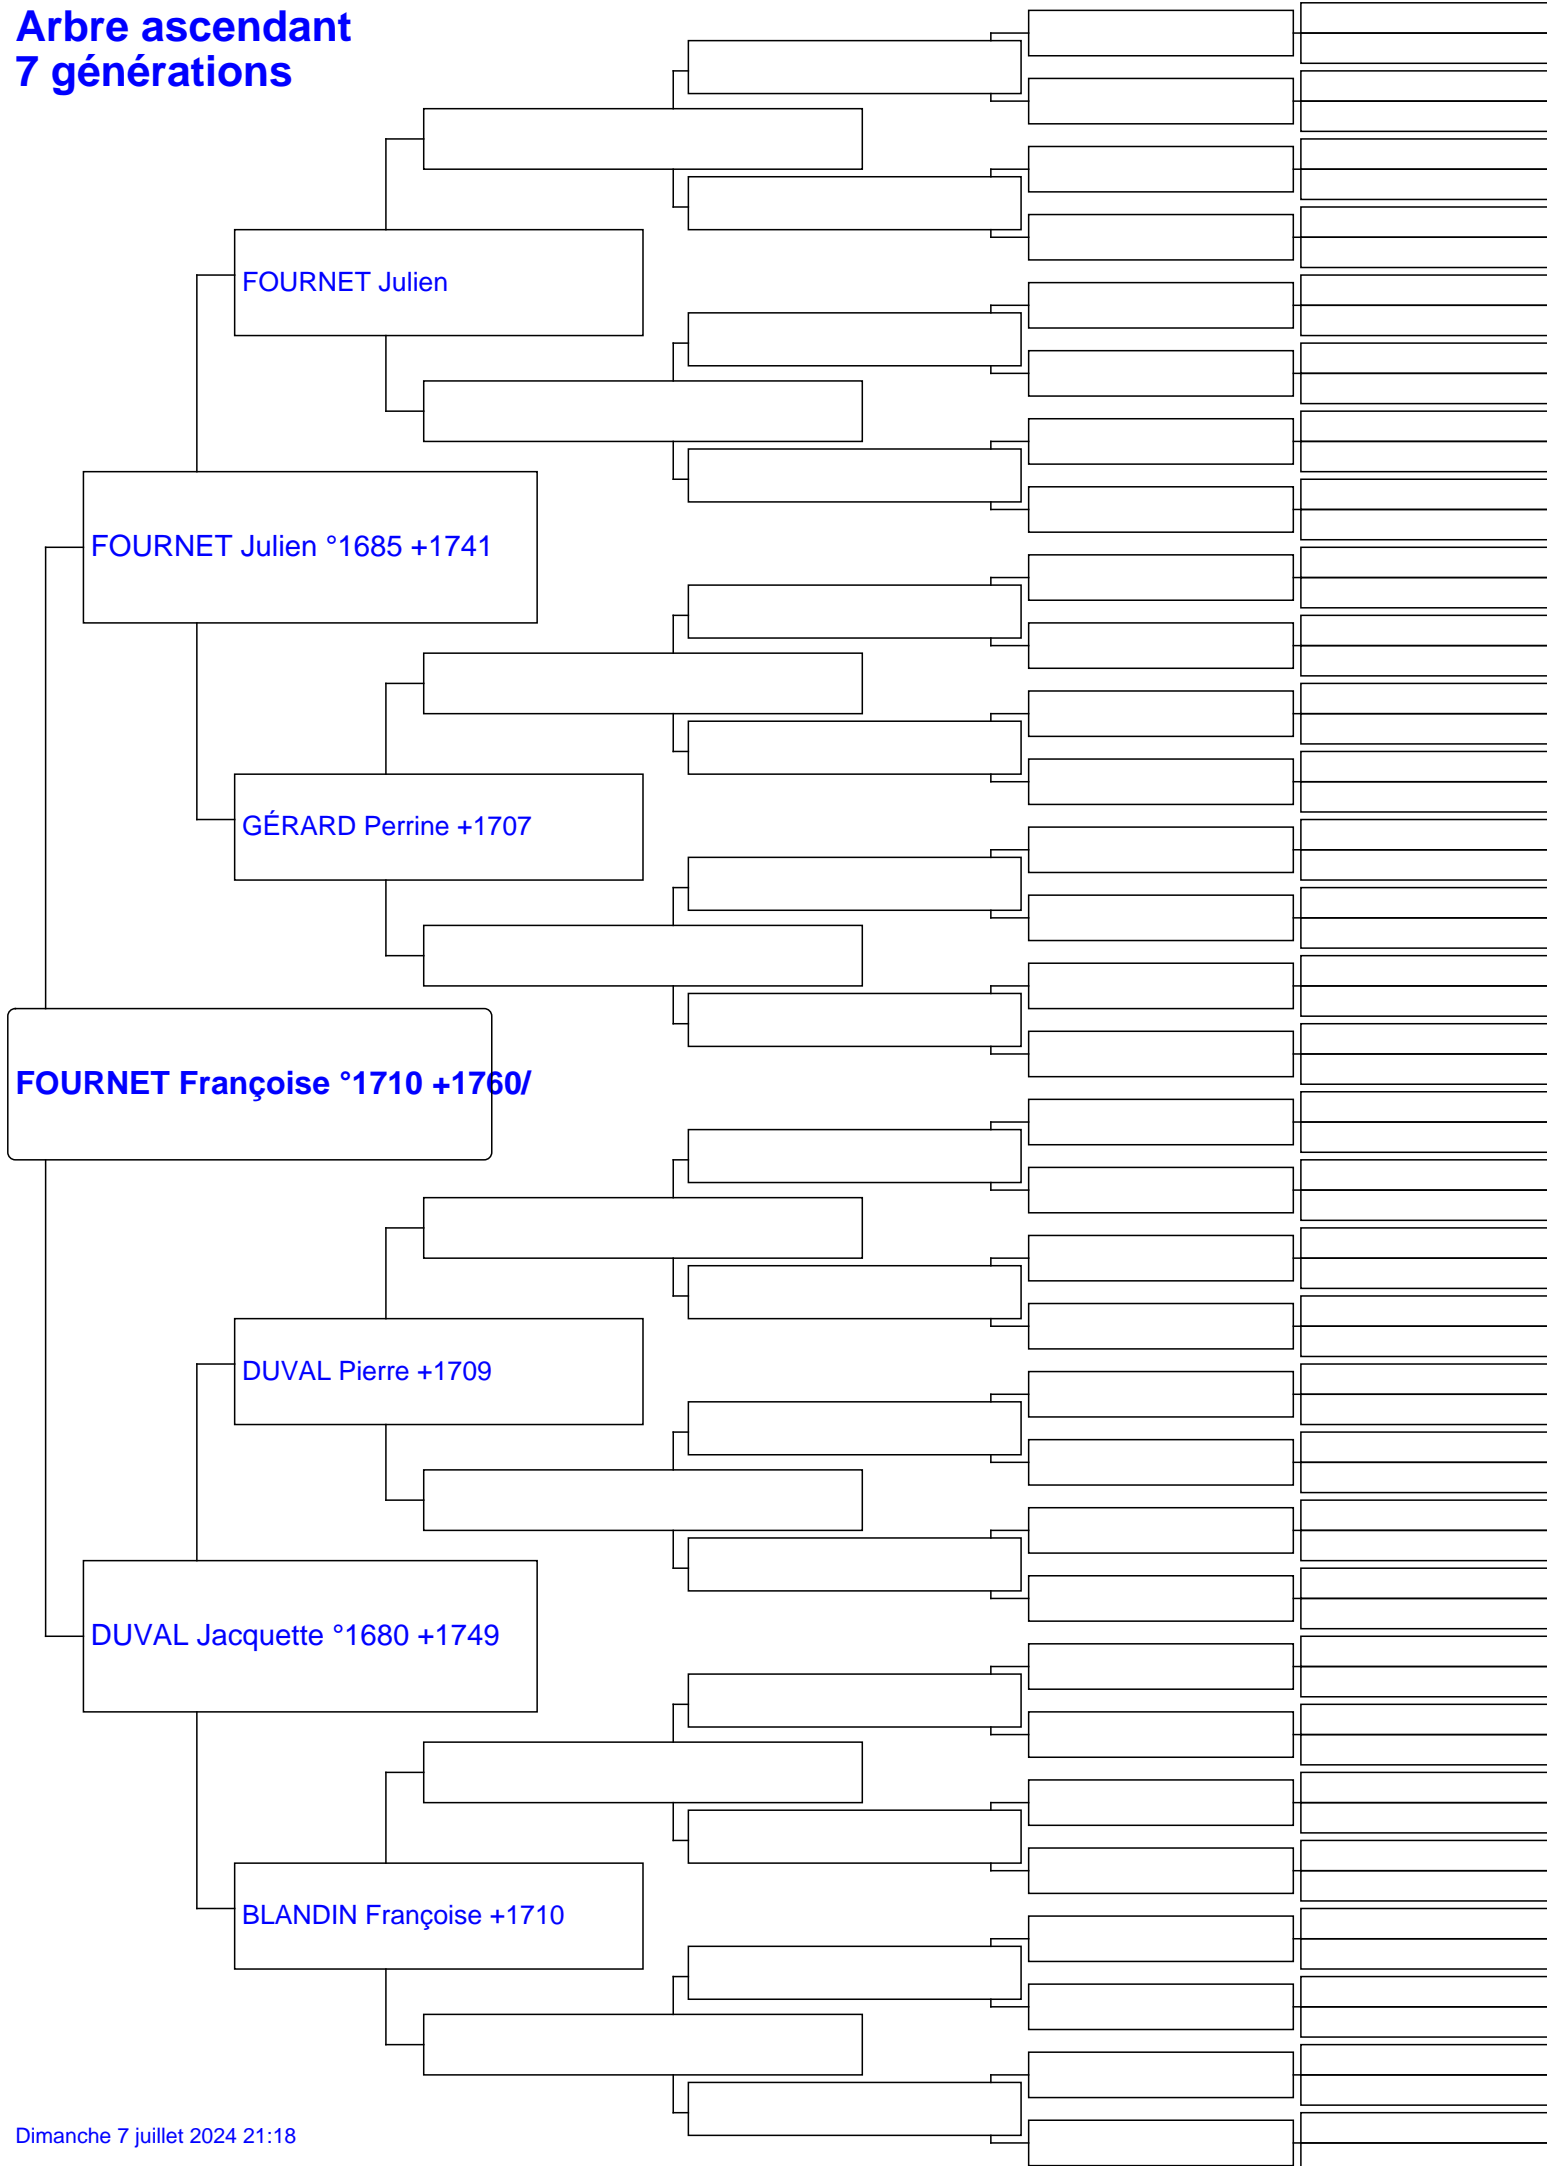 Arbre ascendant
7 générations
FOURNET Julien
FOURNET Julien °1685 +1741
GÉRARD Perrine +1707
FOURNET Françoise °1710 +1760/
DUVAL Pierre +1709
DUVAL Jacquette °1680 +1749
BLANDIN Françoise +1710
Dimanche 7 juillet 2024 21:18